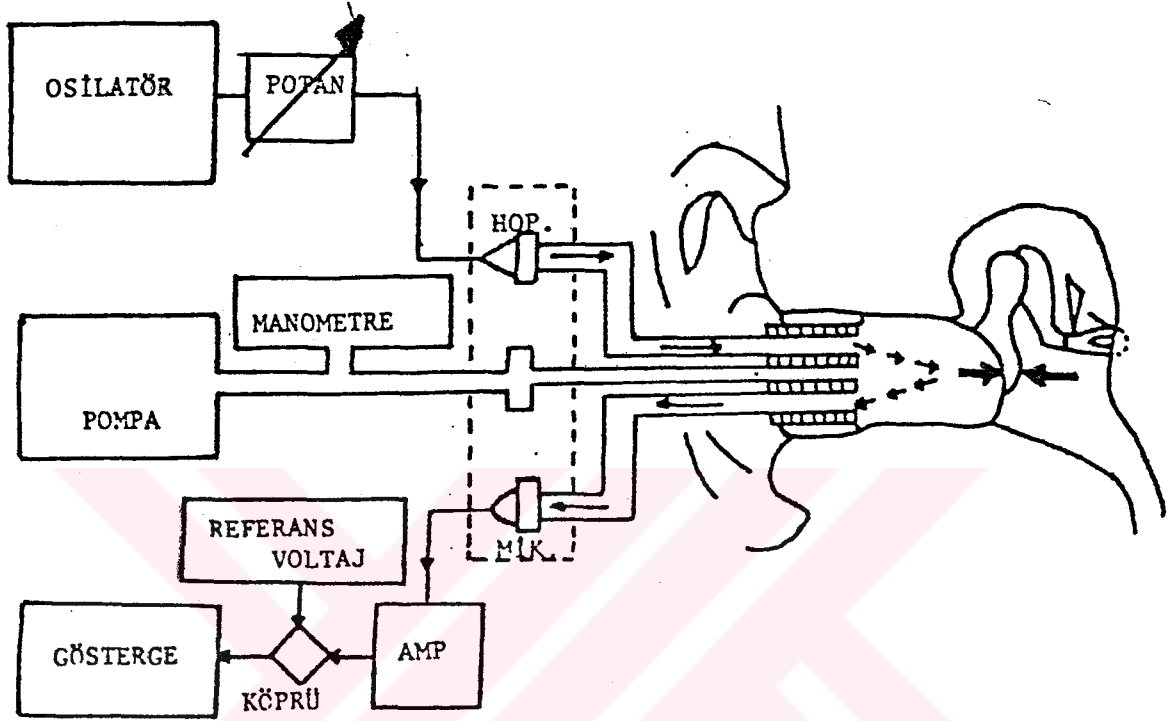 OSİLATÖR
POTAN
HOP.
MANOMETRE
POMPA
MİK.
REFERANS
VOLTAJ
GÖSTERGE
KÖPRÜ
AMP